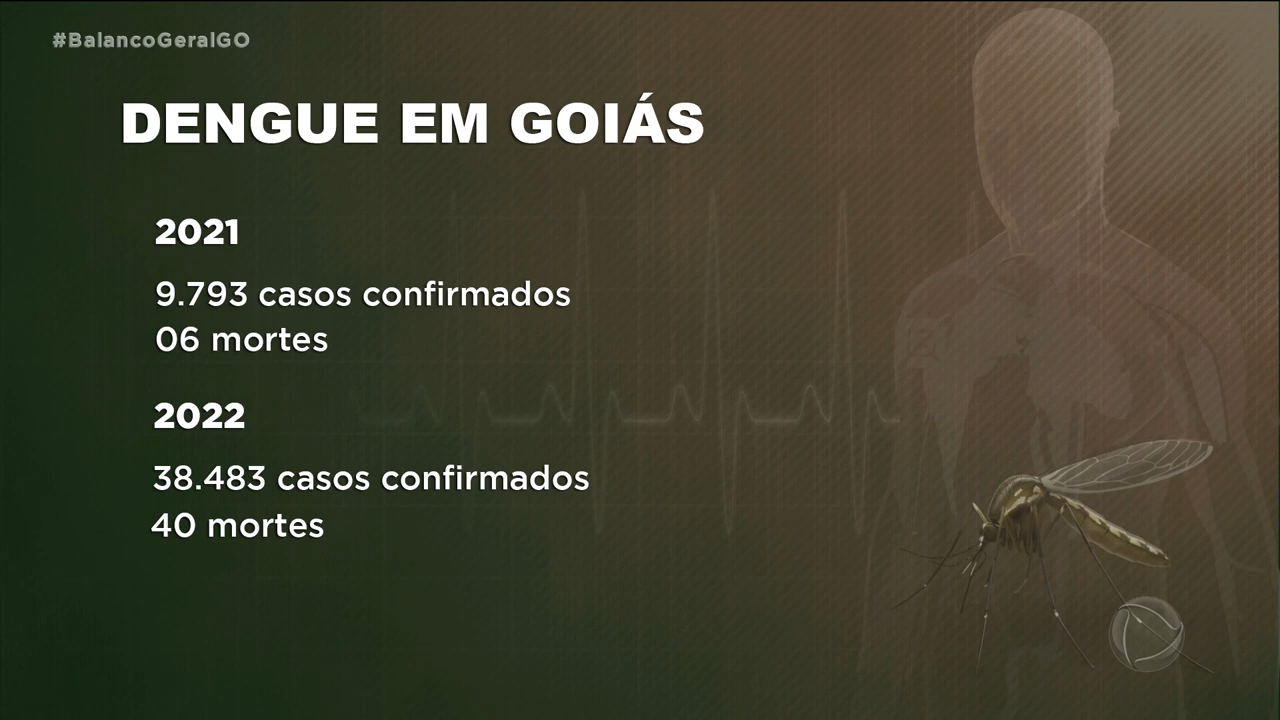 #BalancoGeralGO
DENGUE EM GOIÁS
2021
9.793 casos confirmados
06 mortes
2022
38.483 casos confirmados
40 mortes